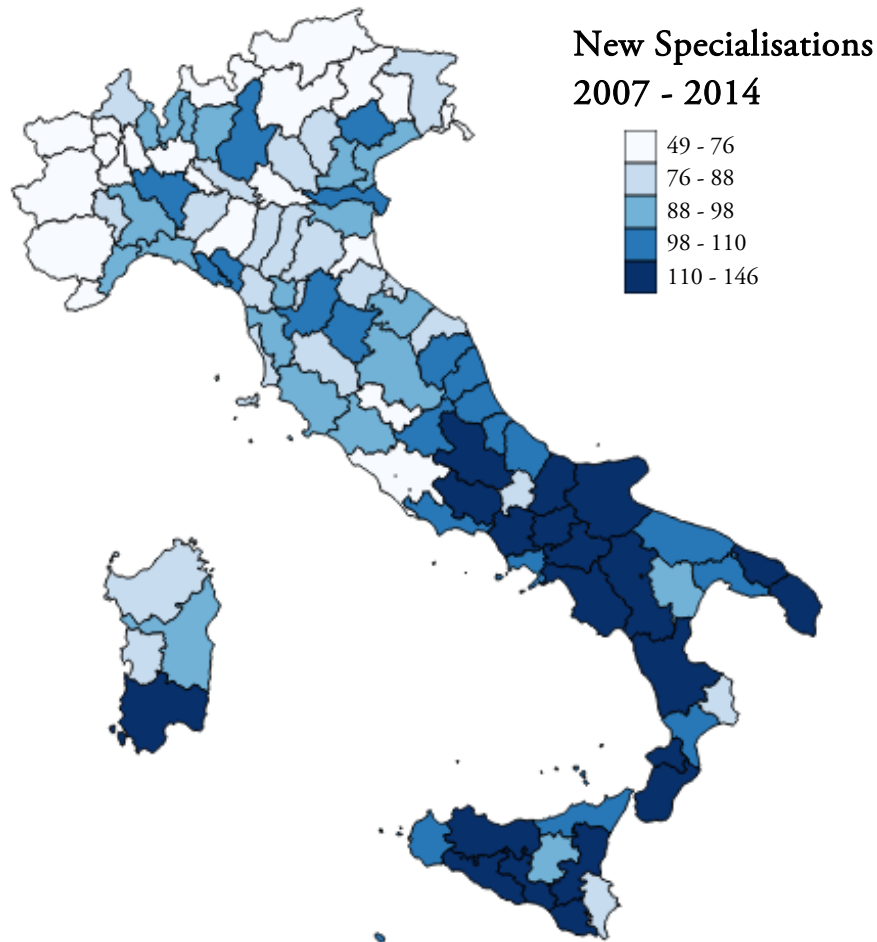 New Specialisations
2007 - 2014
49 - 76
76 - 88
88 - 98
98 - 110
110 - 146